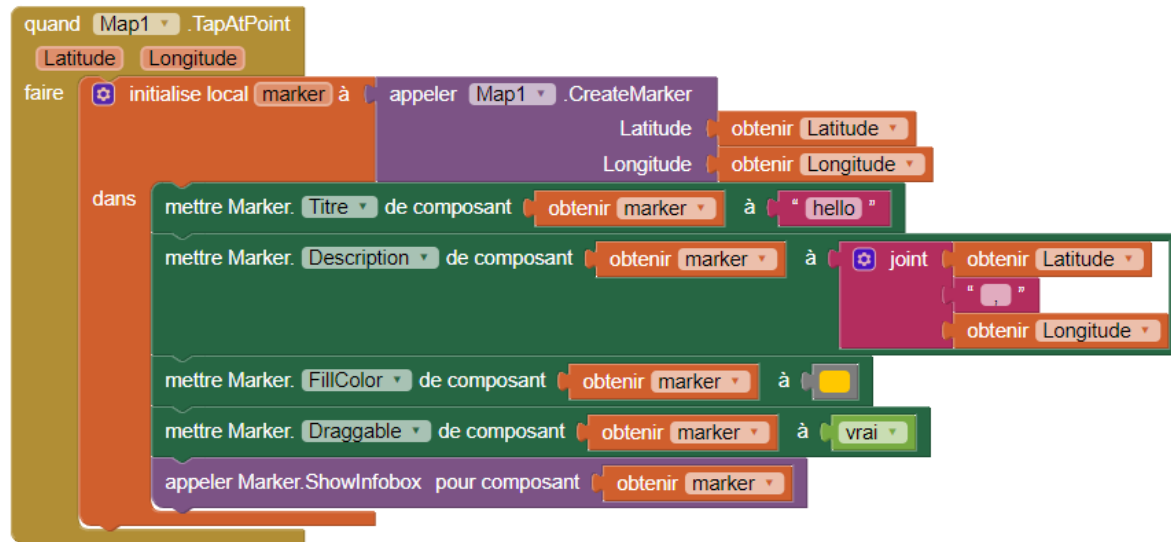 quand Map1 .TapAtPoint
Latitude Longitude
faire initialise local marker à appeler Map1 .CreateMarker
Latitude obtenir Latitude
Longitude obtenir Longitude
dans mettre Marker. Titre de composant obtenir marker à " hello "
mettre Marker. Description de composant obtenir marker à joint obtenir Latitude
" , "
obtenir Longitude
mettre Marker. FillColor de composant obtenir marker à
mettre Marker. Draggable de composant obtenir marker à vrai
appeler Marker.ShowInfobox pour composant obtenir marker